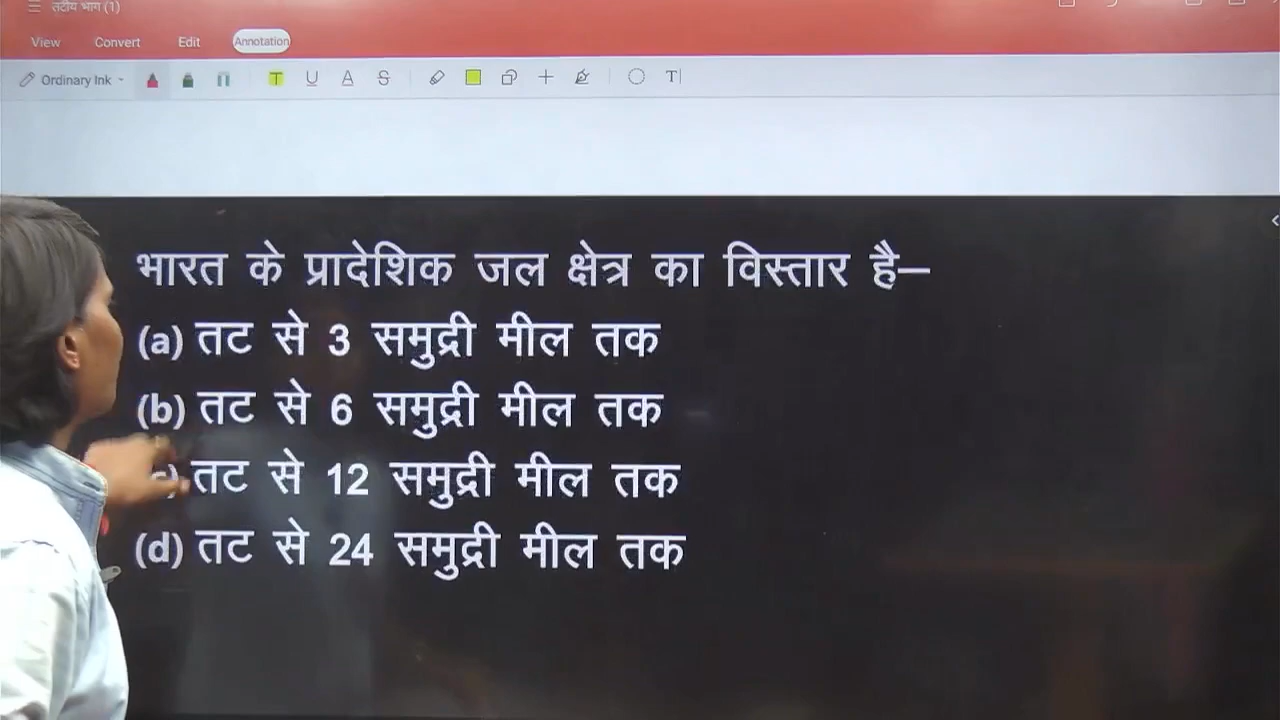 तटीय भाग (1)
View Convert Edit Annotation
Ordinary Ink
भारत के प्रादेशिक जल क्षेत्र का विस्तार है–
(a) तट से 3 समुद्री मील तक
(b) तट से 6 समुद्री मील तक
c) तट से 12 समुद्री मील तक
(d) तट से 24 समुद्री मील तक